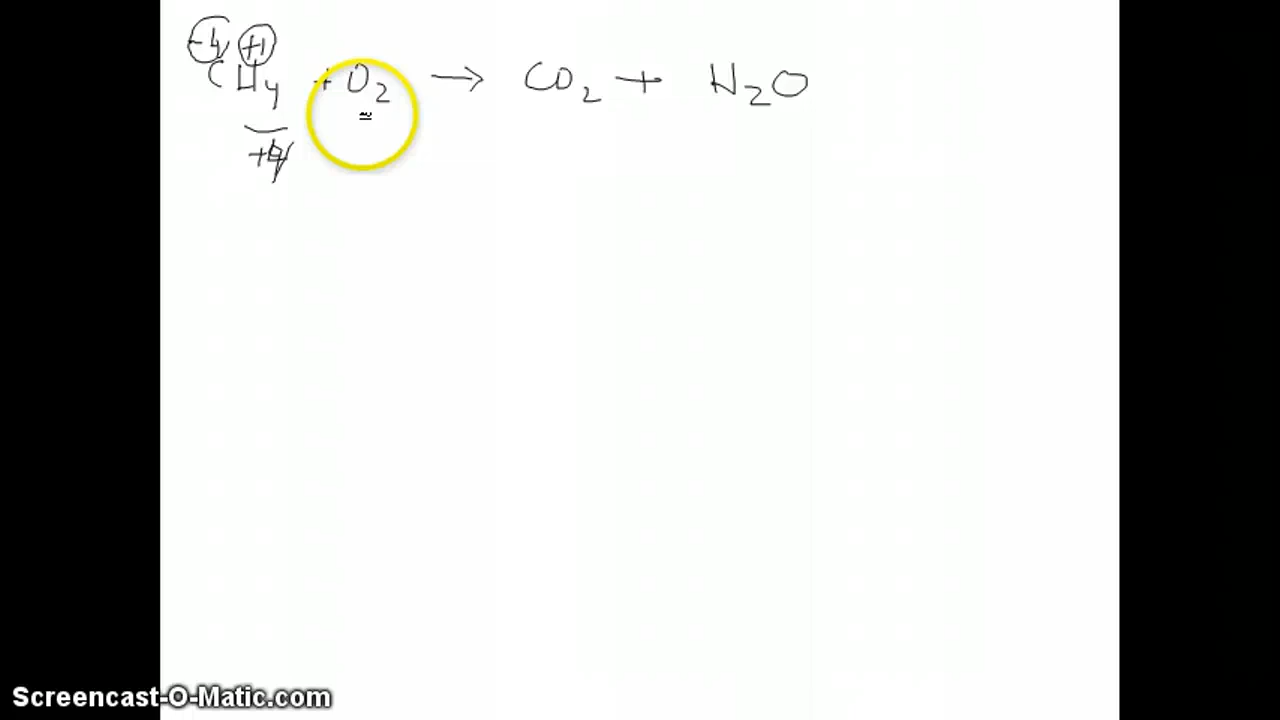 -4 +1
CH4 + O2 → CO2 + H2O
+4
Screencast-O-Matic.com